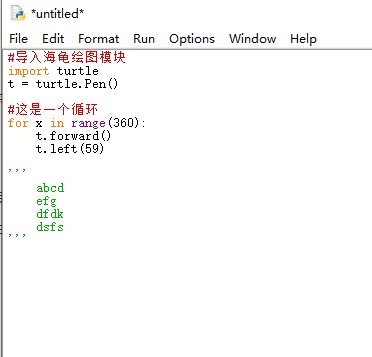 *untitled*
File Edit Format Run Options Window Help
#导入海龟绘图模块
import turtle
t = turtle.Pen()
#这是一个循环
for x in range(360):
    t.forward()
    t.left(59)
'''
    abcd
    efg
    dfdk
    dsfs
'''